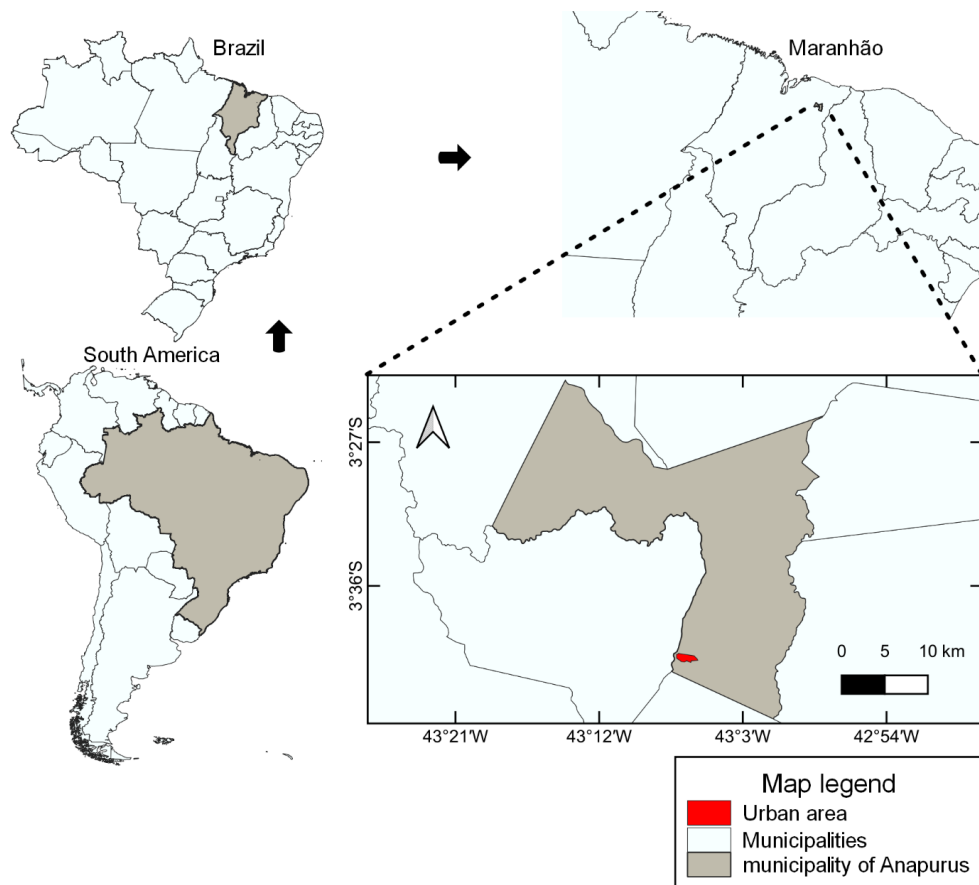 Brazil
Maranhão
South America
3°27'S
3°36'S
0 5 10 km
43°21'W 43°12'W 43°3'W 42°54'W
Map legend
Urban area
Municipalities
municipality of Anapurus